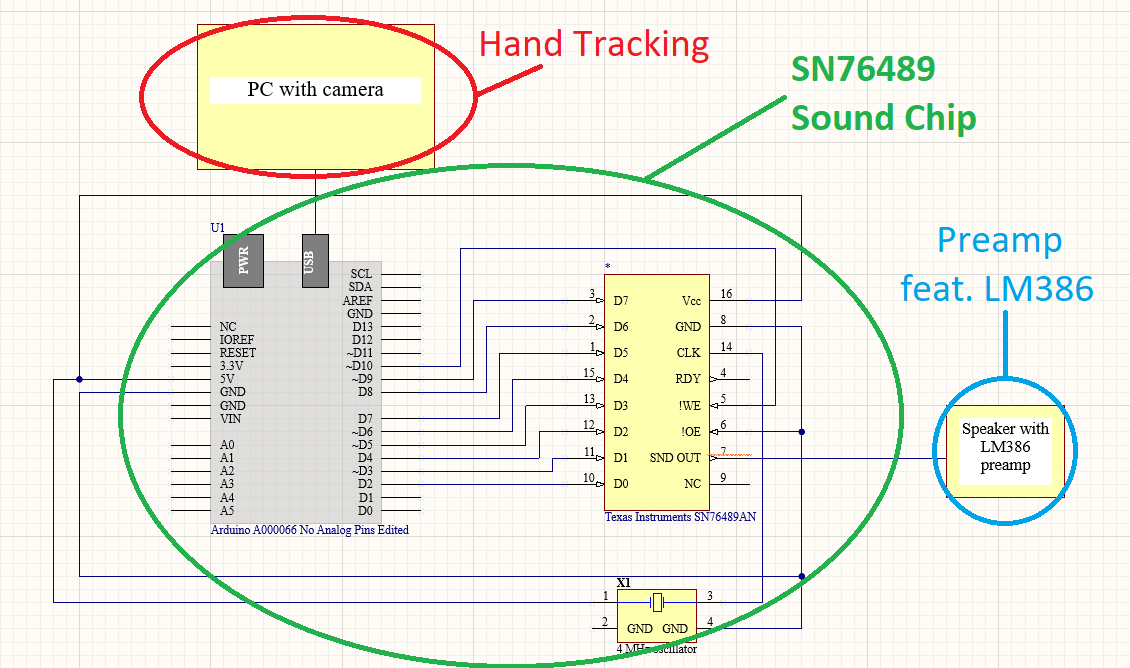 Hand Tracking
PC with camera
SN76489
Sound Chip
Preamp
feat. LM386
U1
PWR
USB
SCL
SDA
AREF
GND
D13
D12
~D11
~D10
~D9
D8
D7
~D6
~D5
D4
~D3
D2
D1
D0
NC
IOREF
RESET
3.3V
5V
GND
GND
VIN
A0
A1
A2
A3
A4
A5
Arduino A000066 No Analog Pins Edited
*
3 D7 Vcc 16
2 D6 GND 8
1 D5 CLK 14
15 D4 RDY 4
13 D3 !WE 5
12 D2 !OE 6
11 D1 SND OUT 7
10 D0 NC 9
Texas Instruments SN76489AN
Speaker with
LM386
preamp
X1
1 3
2 GND GND 4
4 MHz oscillator